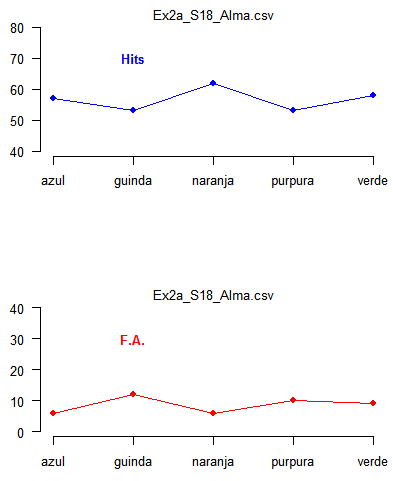 Ex2a_S18_Alma.csv
80
Hits
70
60
50
40
azul guinda naranja purpura verde
Ex2a_S18_Alma.csv
40
F.A.
30
20
10
0
azul guinda naranja purpura verde